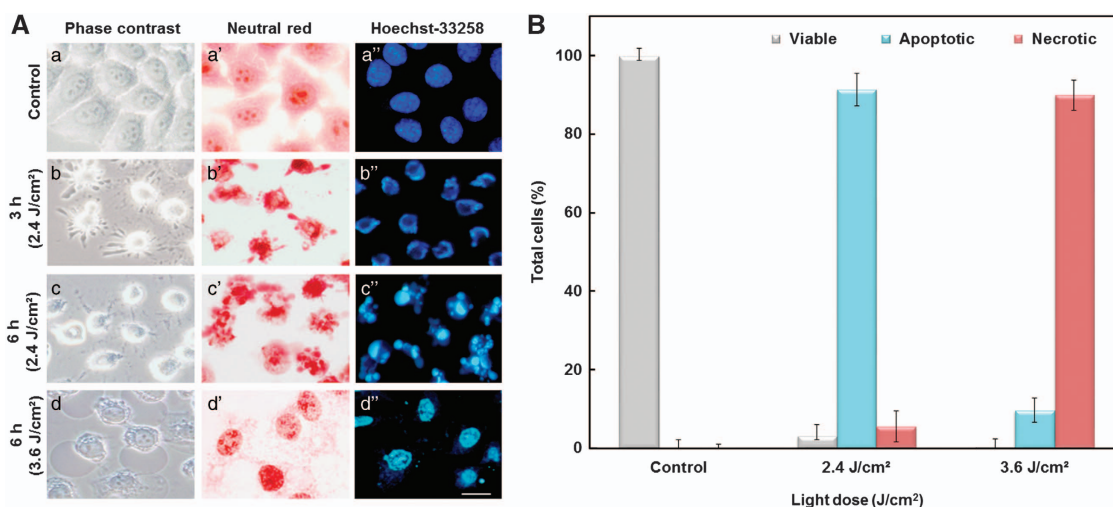 A
Phase contrast Neutral red Hoechst-33258
Control
a a' a''
3 h
(2.4 J/cm²)
b b' b''
6 h
(2.4 J/cm²)
c c' c''
6 h
(3.6 J/cm²)
d d' d''
B
Viable Apoptotic Necrotic
Total cells (%)
100
80
60
40
20
0
Control 2.4 J/cm² 3.6 J/cm²
Light dose (J/cm²)